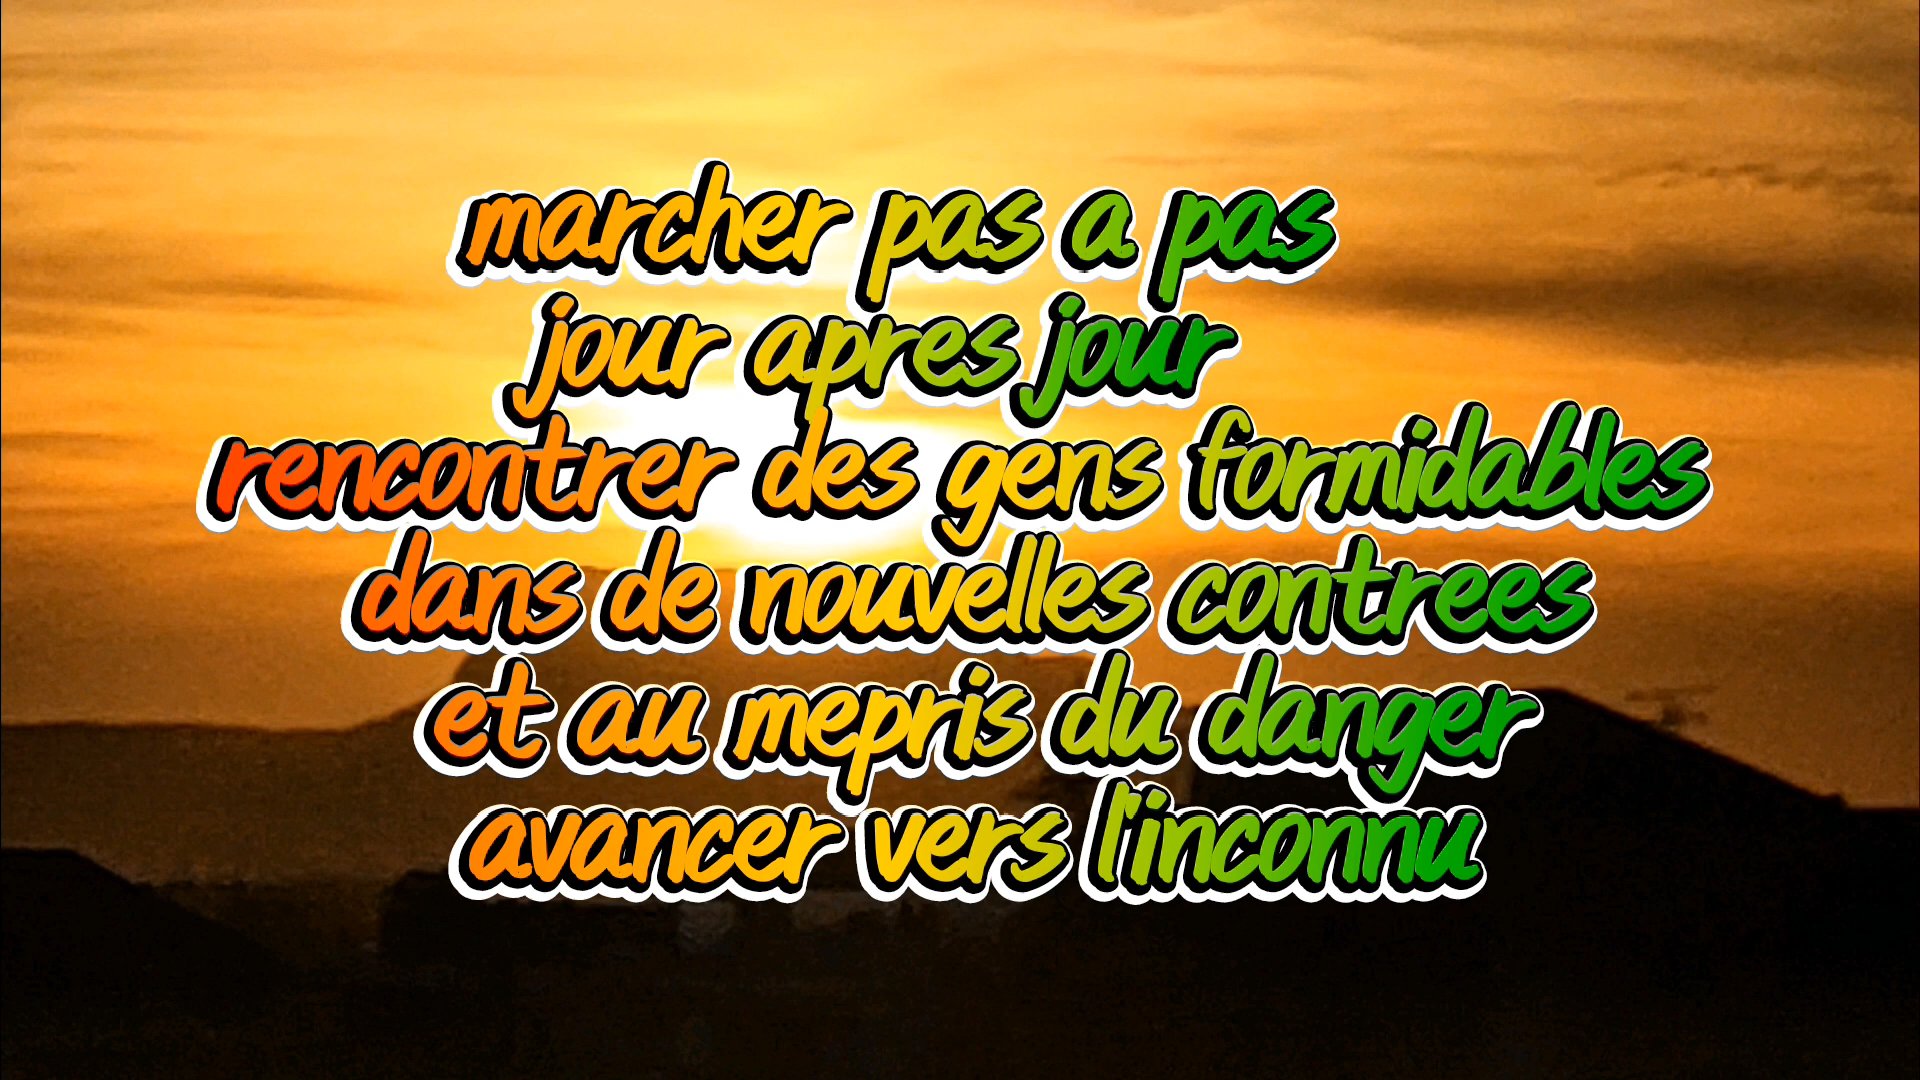 marcher pas a pas
jour apres jour
rencontrer des gens formidables
dans de nouvelles contrees
et au mepris du danger
avancer vers l'inconnu